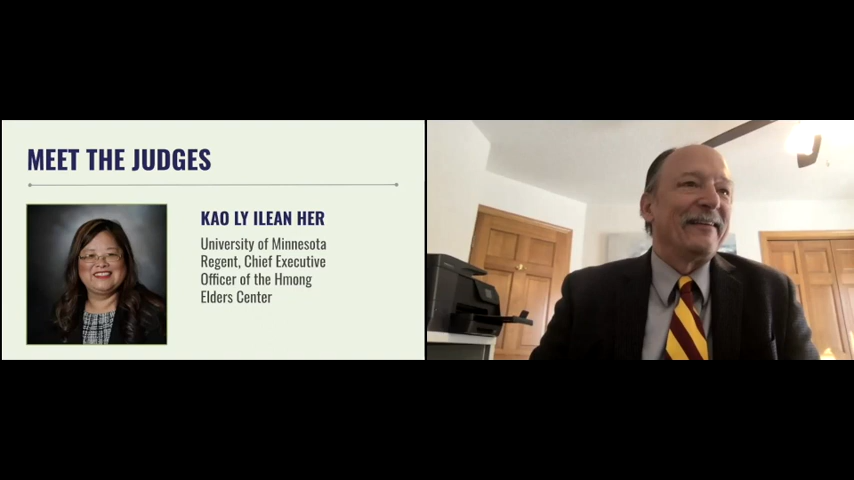 MEET THE JUDGES
KAO LY ILEAN HER
University of Minnesota
Regent, Chief Executive
Officer of the Hmong
Elders Center